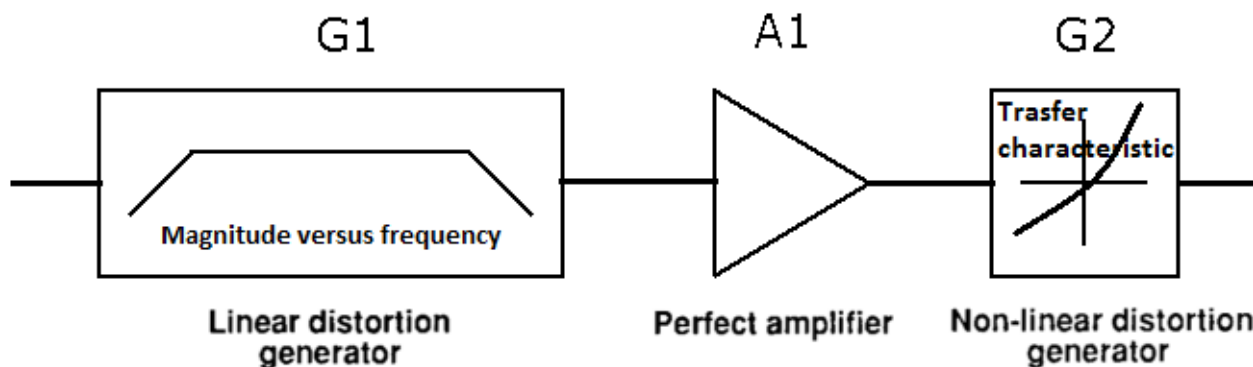 G1
A1
G2
Magnitude versus frequency
Trasfer
characteristic
Linear distortion
generator
Perfect amplifier
Non-linear distortion
generator